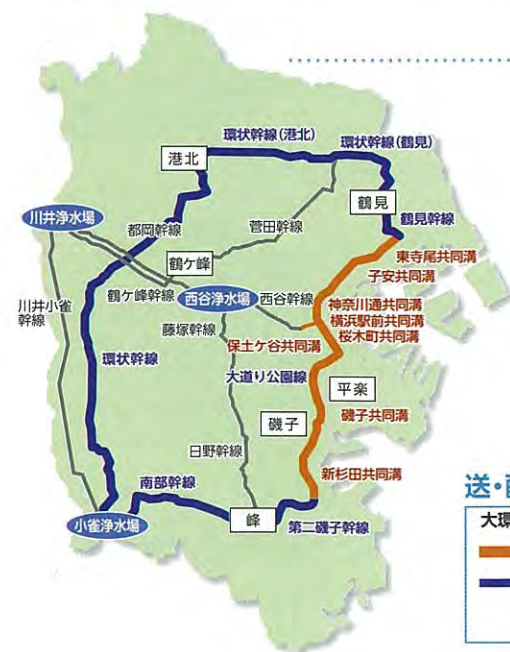 環状幹線(港北)
環状幹線(鶴見)
港北
鶴見
川井浄水場
都岡幹線
菅田幹線
鶴見幹線
東寺尾共同溝
鶴ケ峰
子安共同溝
川井小雀
幹線
鶴ケ峰幹線
西谷浄水場
西谷幹線
神奈川通共同溝
横浜駅前共同溝
桜木町共同溝
藤塚幹線
保土ケ谷共同溝
環状幹線
大通り公園線
平楽
磯子
磯子共同溝
日野幹線
新杉田共同溝
南部幹線
小雀浄水場
峰
第二磯子幹線
送・
大環